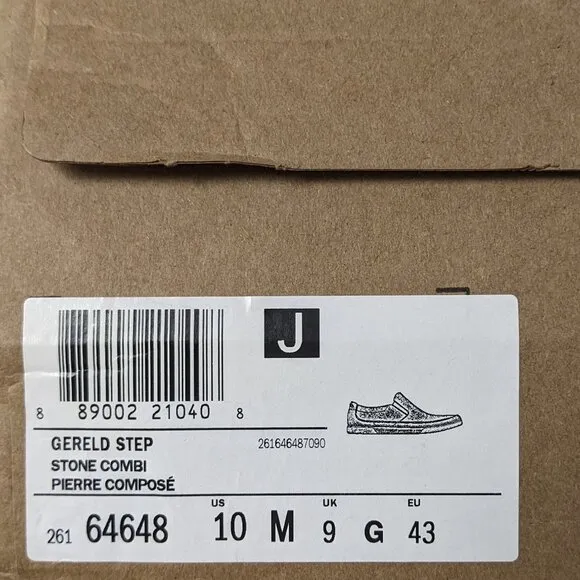 J
8 89002 21040 8
GERELD STEP
261646487090
STONE COMBI
PIERRE COMPOSÉ
US UK EU
261 64648 10 M 9 G 43